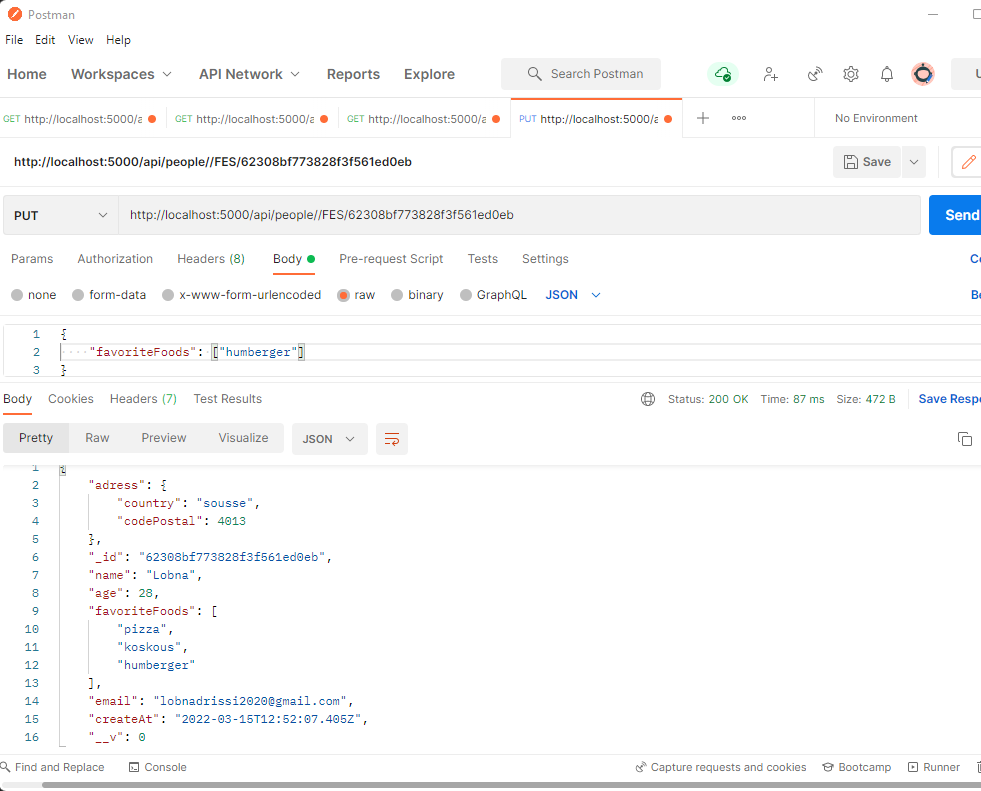 Postman
File Edit View Help
Home Workspaces API Network Reports Explore Search Postman
GET http://localhost:5000/a GET http://localhost:5000/a GET http://localhost:5000/a PUT http://localhost:5000/a No Environment
http://localhost:5000/api/people//FES/62308bf773828f3f561ed0eb Save
PUT http://localhost:5000/api/people//FES/62308bf773828f3f561ed0eb Send
Params Authorization Headers (8) Body Pre-request Script Tests Settings
none form-data x-www-form-urlencoded raw binary GraphQL JSON
1 {
2 "favoriteFoods": ["humberger"]
3 }
Body Cookies Headers (7) Test Results Status: 200 OK Time: 87 ms Size: 472 B Save Resp
Pretty Raw Preview Visualize JSON
1 {
2 "adress": {
3 "country": "sousse",
4 "codePostal": 4013
5 },
6 "_id": "62308bf773828f3f561ed0eb",
7 "name": "Lobna",
8 "age": 28,
9 "favoriteFoods": [
10 "pizza",
11 "koskous",
12 "humberger"
13 ],
14 "email": "lobnadrissi2020@gmail.com",
15 "createAt": "2022-03-15T12:52:07.405Z",
16 "__v": 0
Find and Replace Console Capture requests and cookies Bootcamp Runner